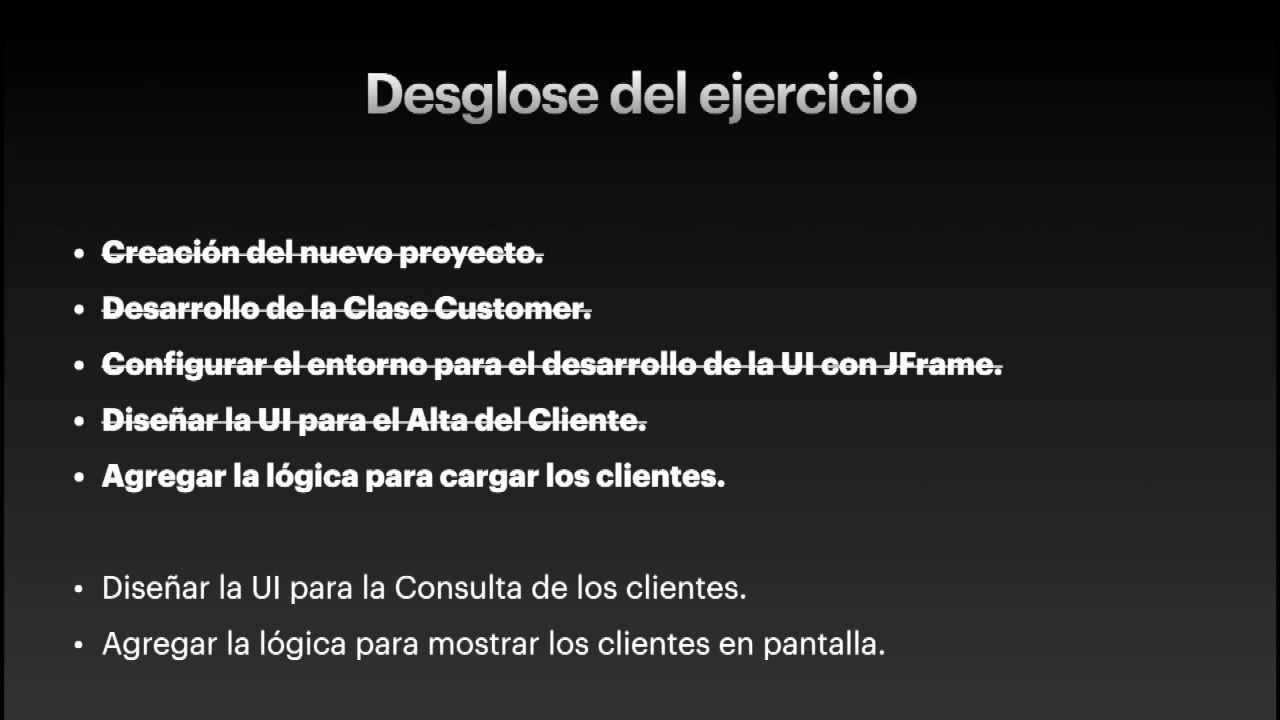 Desglose del ejercicio
• Creación del nuevo proyecto.
• Desarrollo de la Clase Customer.
• Configurar el entorno para el desarrollo de la UI con JFrame.
• Diseñar la UI para el Alta del Cliente.
• Agregar la lógica para cargar los clientes.
• Diseñar la UI para la Consulta de los clientes.
• Agregar la lógica para mostrar los clientes en pantalla.